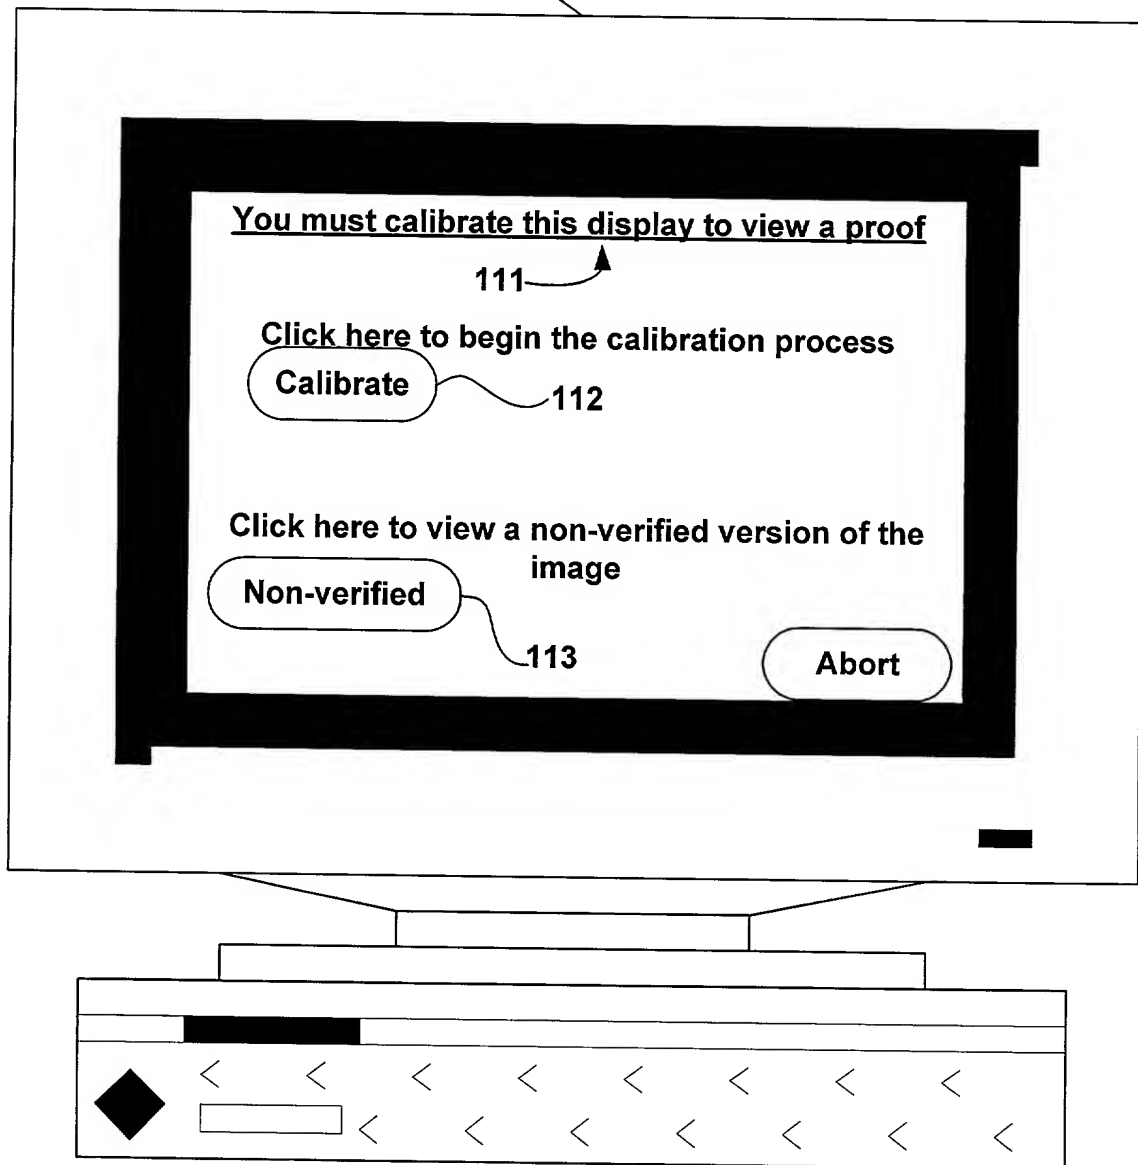 You must calibrate this display to view a proof
111
Click here to begin the calibration process
Calibrate
112
Click here to view a non-verified version of the
image
Non-verified
113
Abort